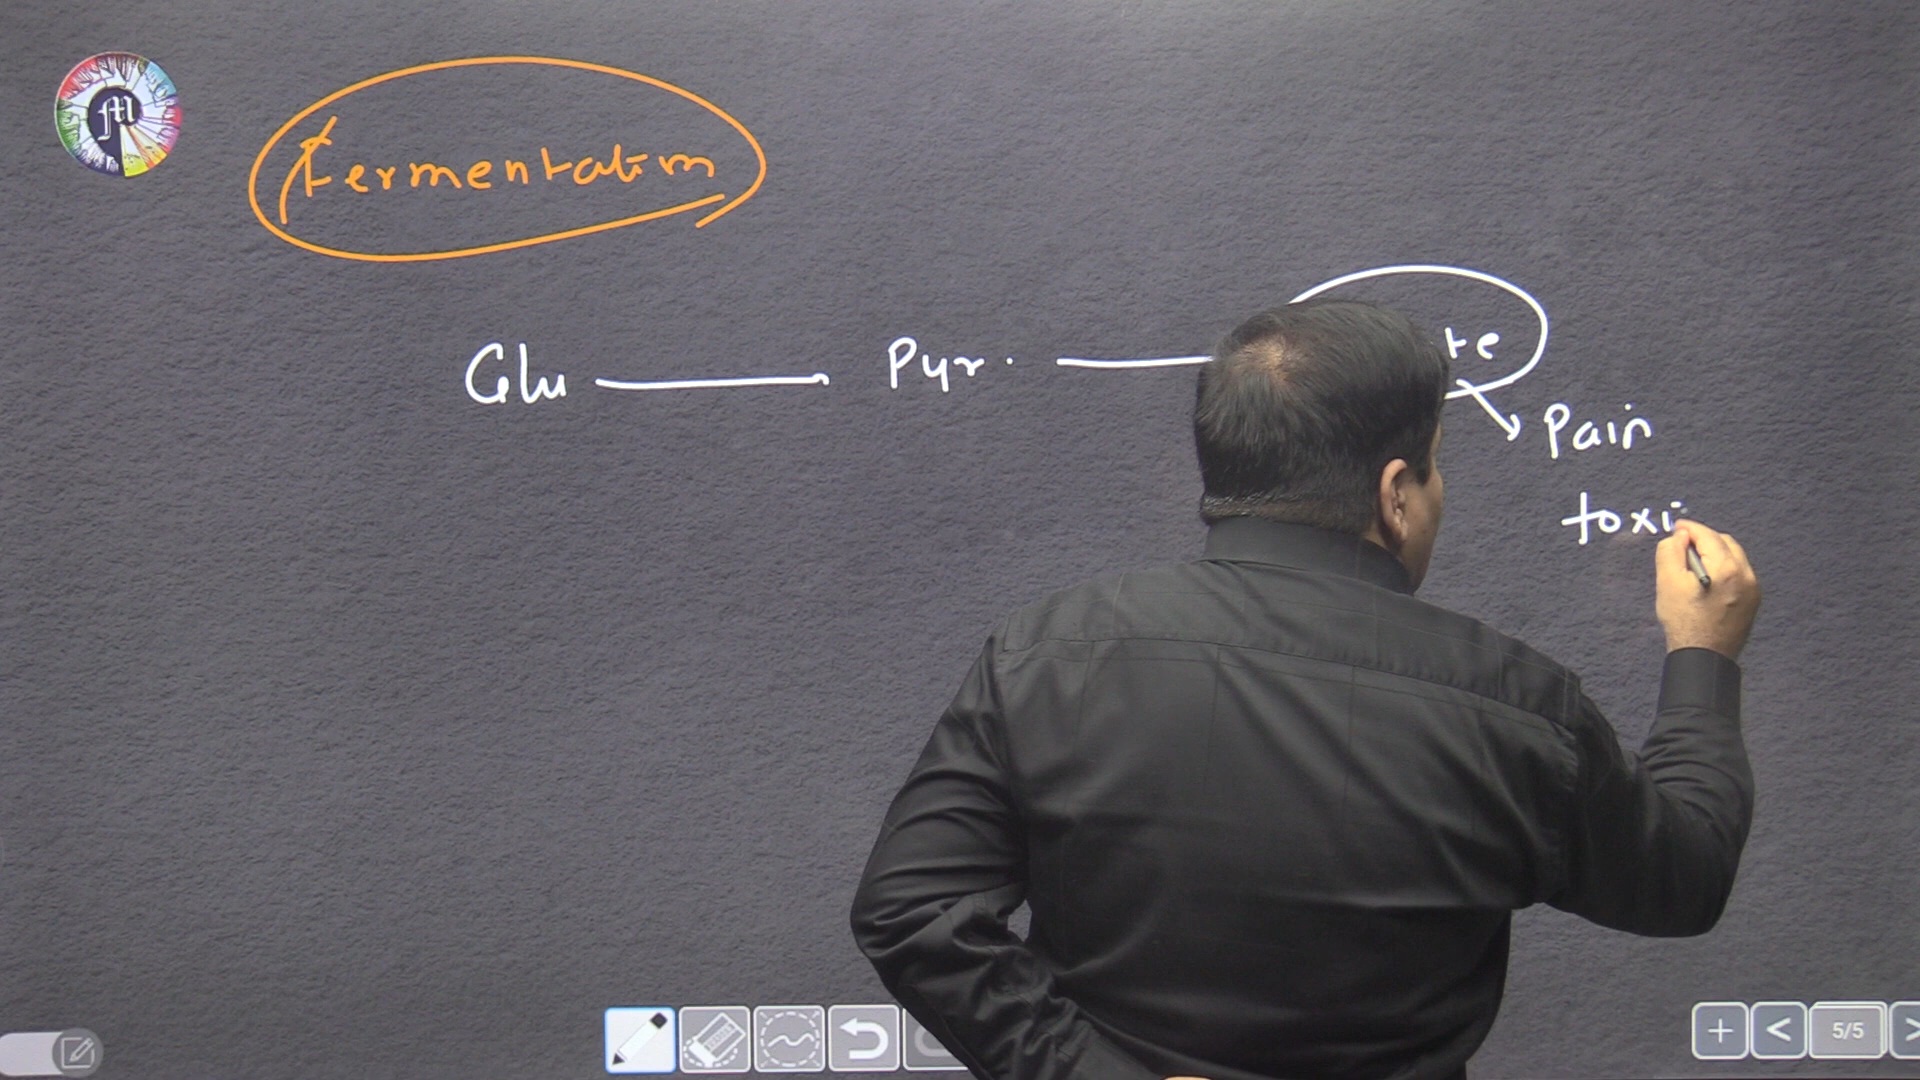 Fermentation
Glu — Pyr. — te
Pain
toxi
5/5